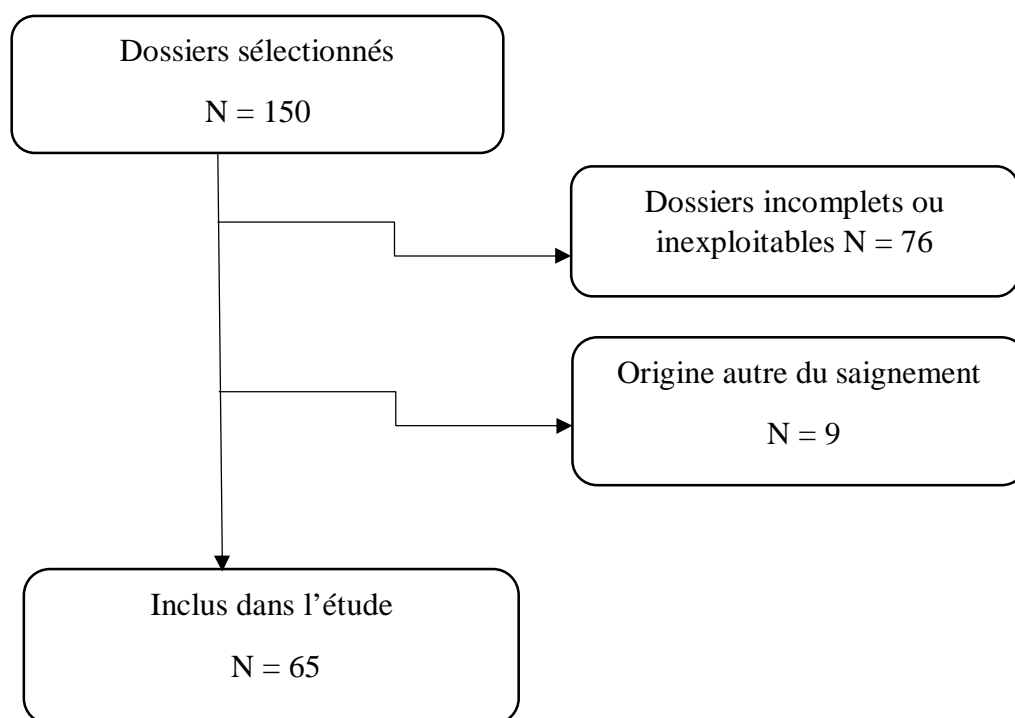 Dossiers sélectionnés
N = 150
Dossiers incomplets ou
inexploitables N = 76
Origine autre du saignement
N = 9
Inclus dans l’étude
N = 65